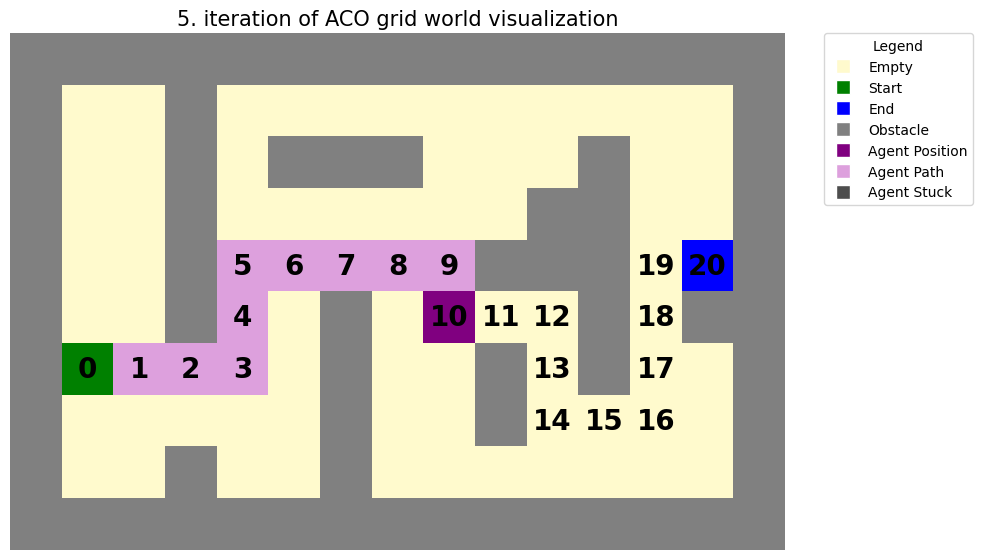 5. iteration of ACO grid world visualization
Legend
Empty
Start
End
Obstacle
Agent Position
Agent Path
Agent Stuck
5 6 7 8 9 19 20
4 10 11 12 18
0 1 2 3 13 17
14 15 16